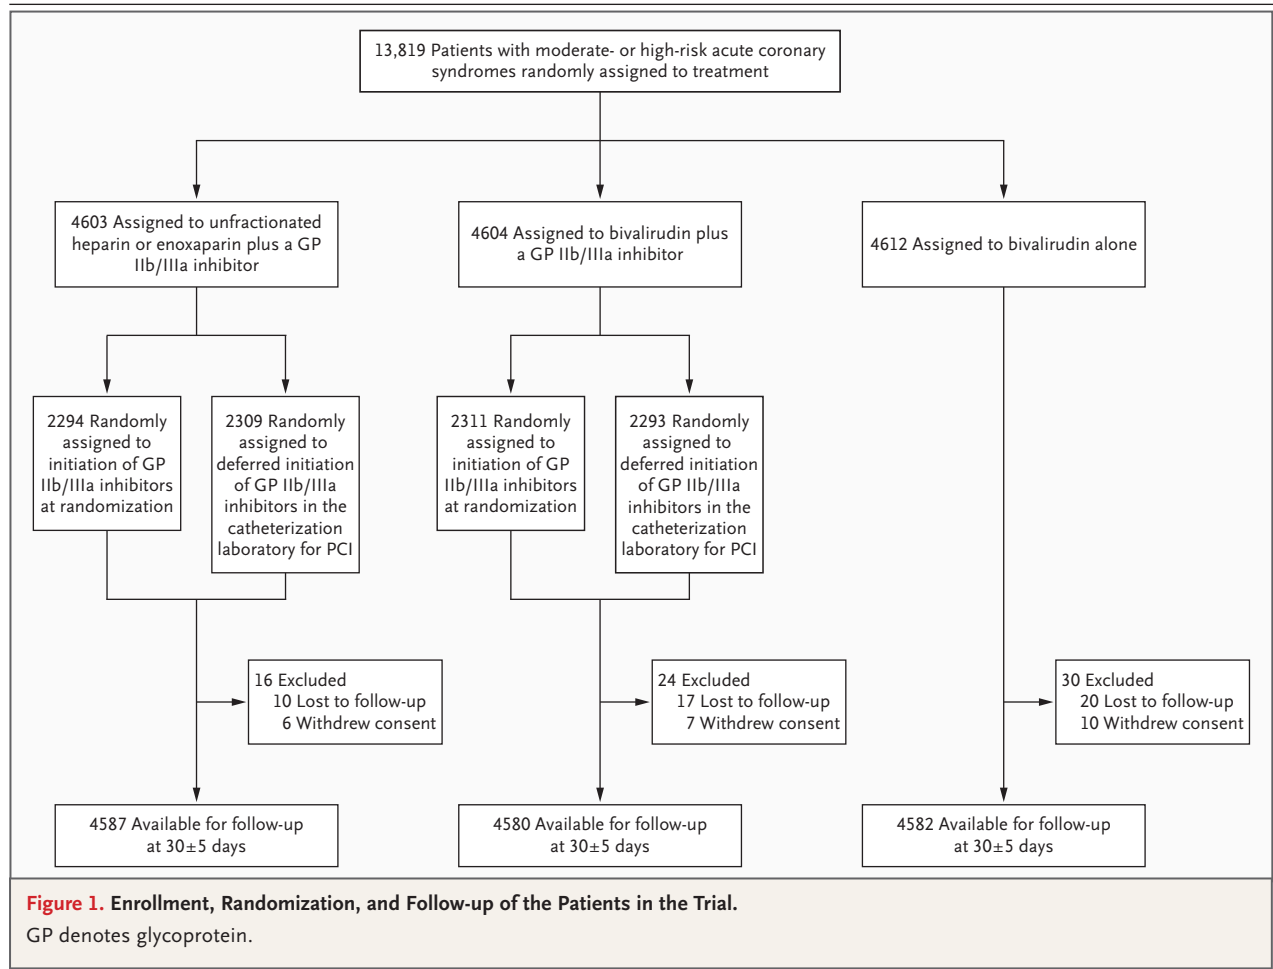 13,819 Patients with moderate- or high-risk acute coronary
syndromes randomly assigned to treatment
4603 Assigned to unfractionated
heparin or enoxaparin plus a GP
IIb/IIIa inhibitor
4604 Assigned to bivalirudin plus
a GP IIb/IIIa inhibitor
4612 Assigned to bivalirudin alone
2294 Randomly
assigned to
initiation of GP
IIb/IIIa inhibitors
at randomization
2309 Randomly
assigned to
deferred initiation
of GP IIb/IIIa
inhibitors in the
catheterization
laboratory for PCI
2311 Randomly
assigned to
initiation of GP
IIb/IIIa inhibitors
at randomization
2293 Randomly
assigned to
deferred initiation
of GP IIb/IIIa
inhibitors in the
catheterization
laboratory for PCI
16 Excluded
10 Lost to follow-up
6 Withdrew consent
24 Excluded
17 Lost to follow-up
7 Withdrew consent
30 Excluded
20 Lost to follow-up
10 Withdrew consent
4587 Available for follow-up
at 30±5 days
4580 Available for follow-up
at 30±5 days
4582 Available for follow-up
at 30±5 days
Figure 1. Enrollment, Randomization, and Follow-up of the Patients in the Trial.
GP denotes glycoprotein.